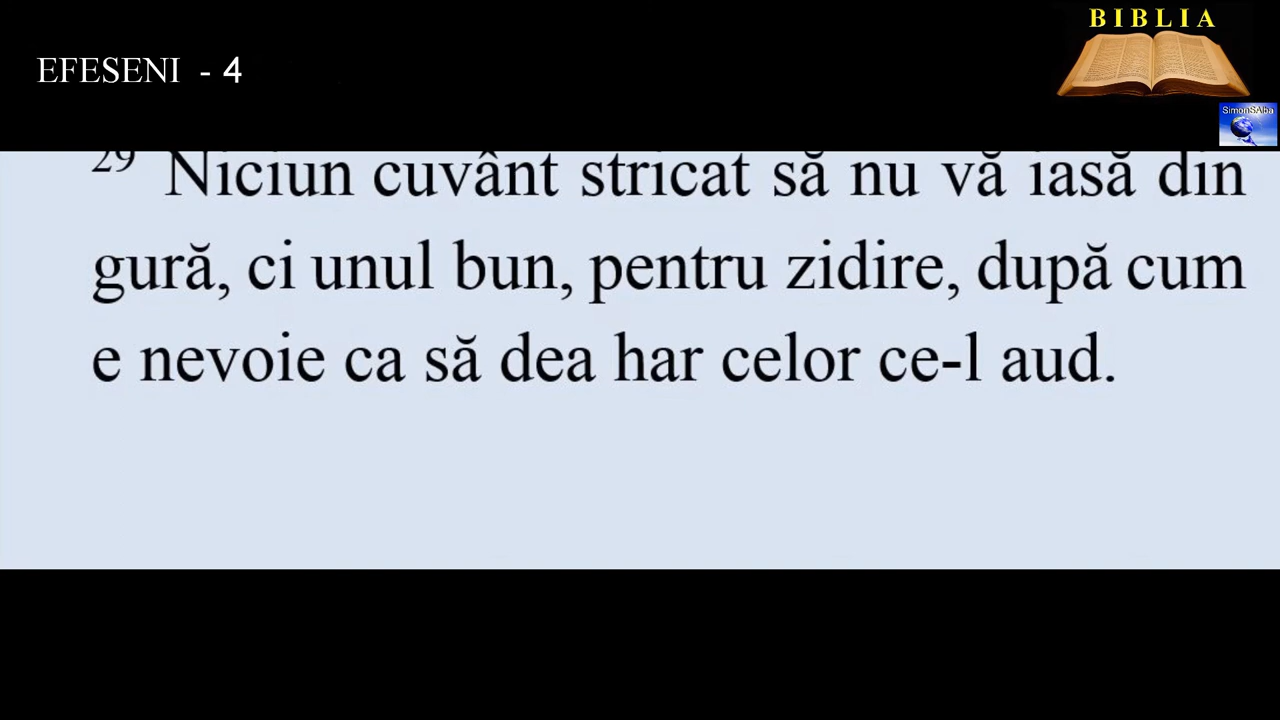 BIBLIA
EFESENI - 4
SimonSAlba
29 Niciun cuvânt stricat să nu vă iasă din
gură, ci unul bun, pentru zidire, după cum
e nevoie ca să dea har celor ce-l aud.